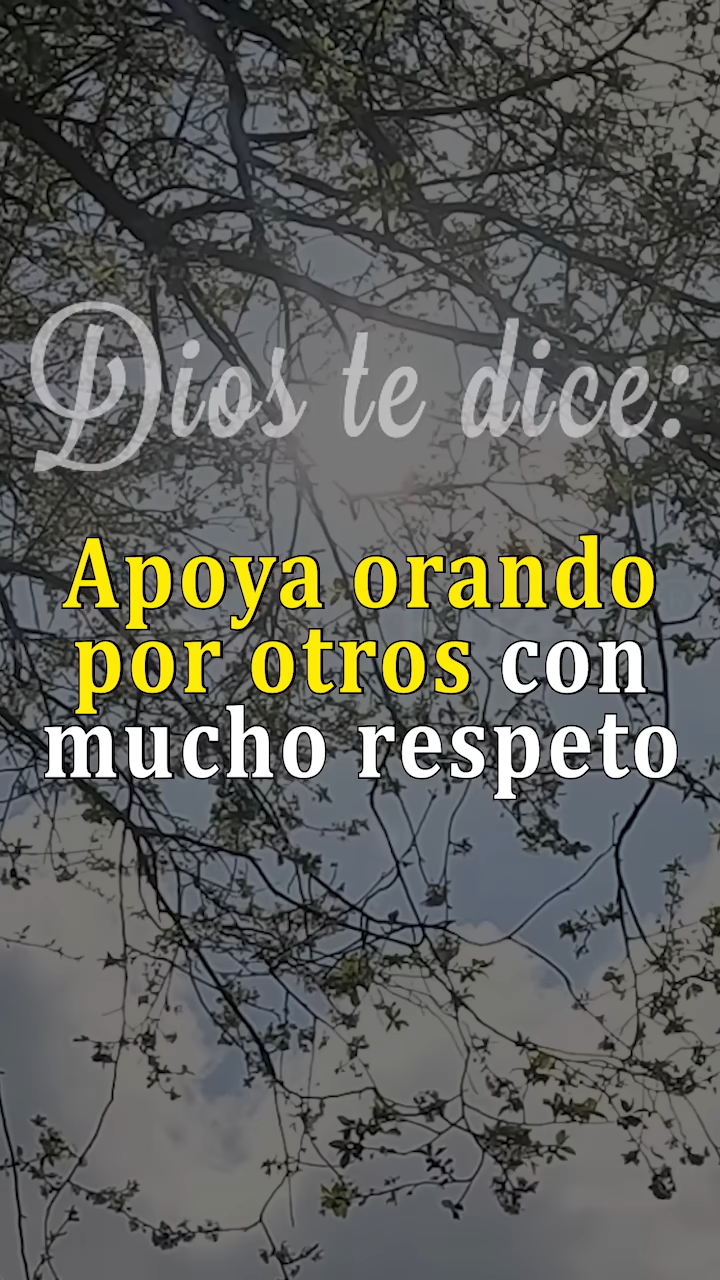 Dios te dice:
Apoya orando
por otros con
mucho respeto